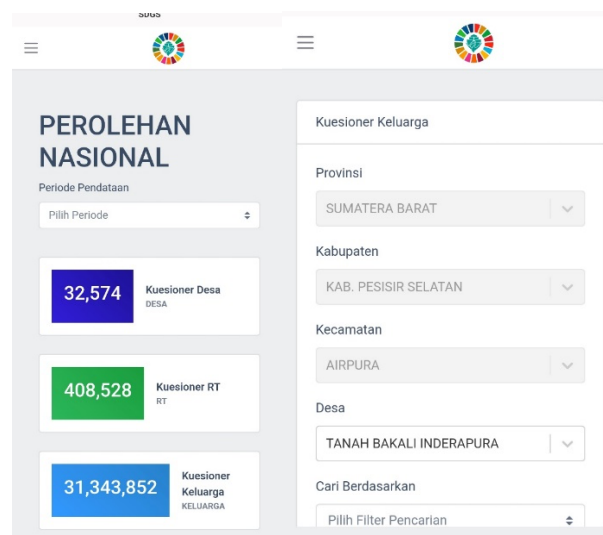 SDGS
PEROLEHAN
NASIONAL
Periode Pendataan
Pilih Periode
32,574
Kuesioner Desa
DESA
408,528
Kuesioner RT
RT
31,343,852
Kuesioner
Keluarga
KELUARGA
Kuesioner Keluarga
Provinsi
SUMATERA BARAT
Kabupaten
KAB. PESISIR SELATAN
Kecamatan
AIRPURA
Desa
TANAH BAKALI INDERAPURA
Cari Berdasarkan
Pilih Filter Pencarian